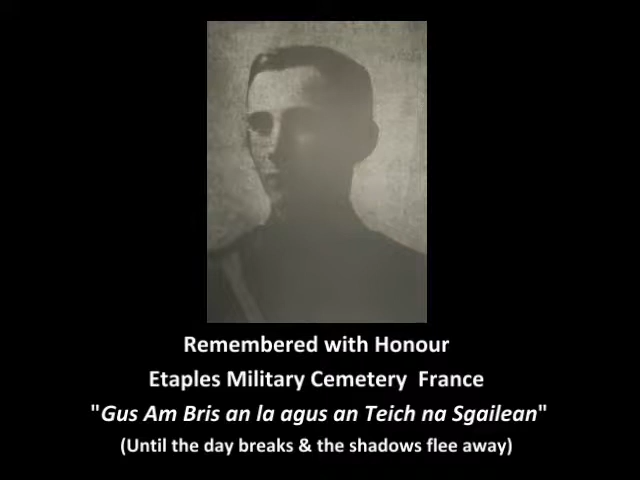 Remembered with Honour
Etaples Military Cemetery  France
"Gus Am Bris an la agus an Teich na Sgailean"
(Until the day breaks & the shadows flee away)